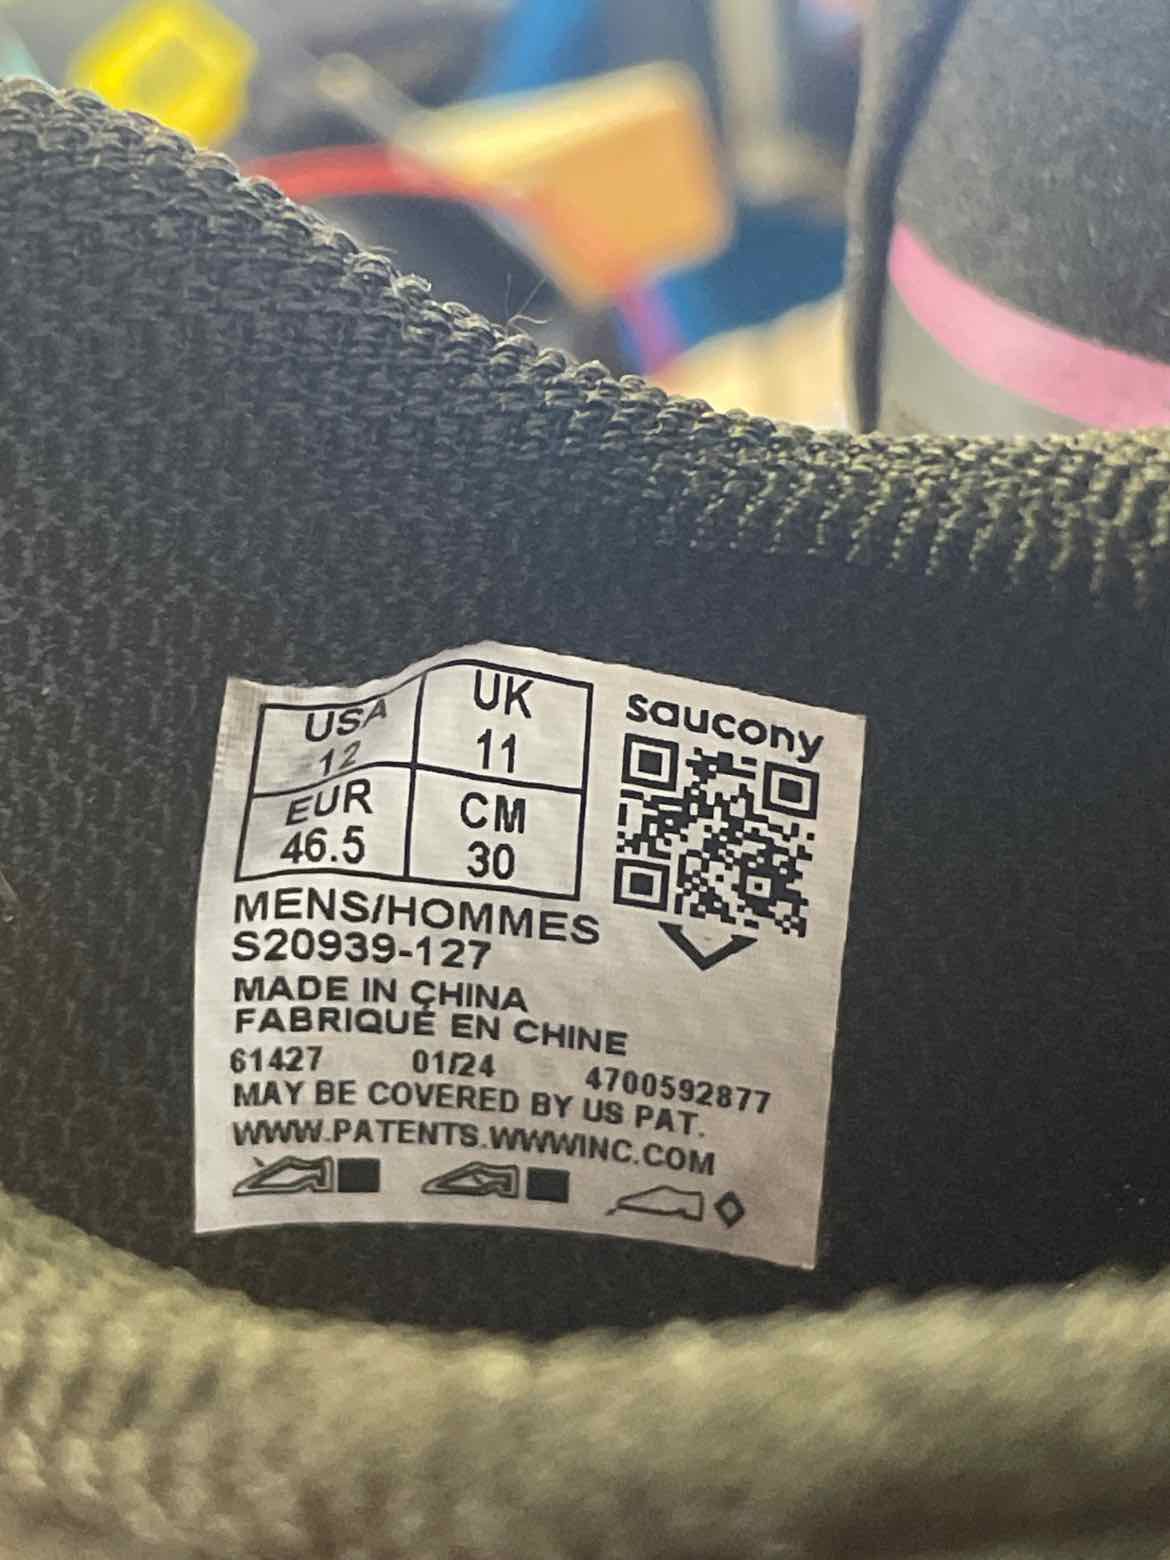 USA
12
UK
11
EUR
46.5
CM
30
saucony
MENS/HOMMES
S20939-127
MADE IN CHINA
FABRIQUÉ EN CHINE
61427 01/24 4700592877
MAY BE COVERED BY US PAT.
WWW.PATENTS.WWWINC.COM